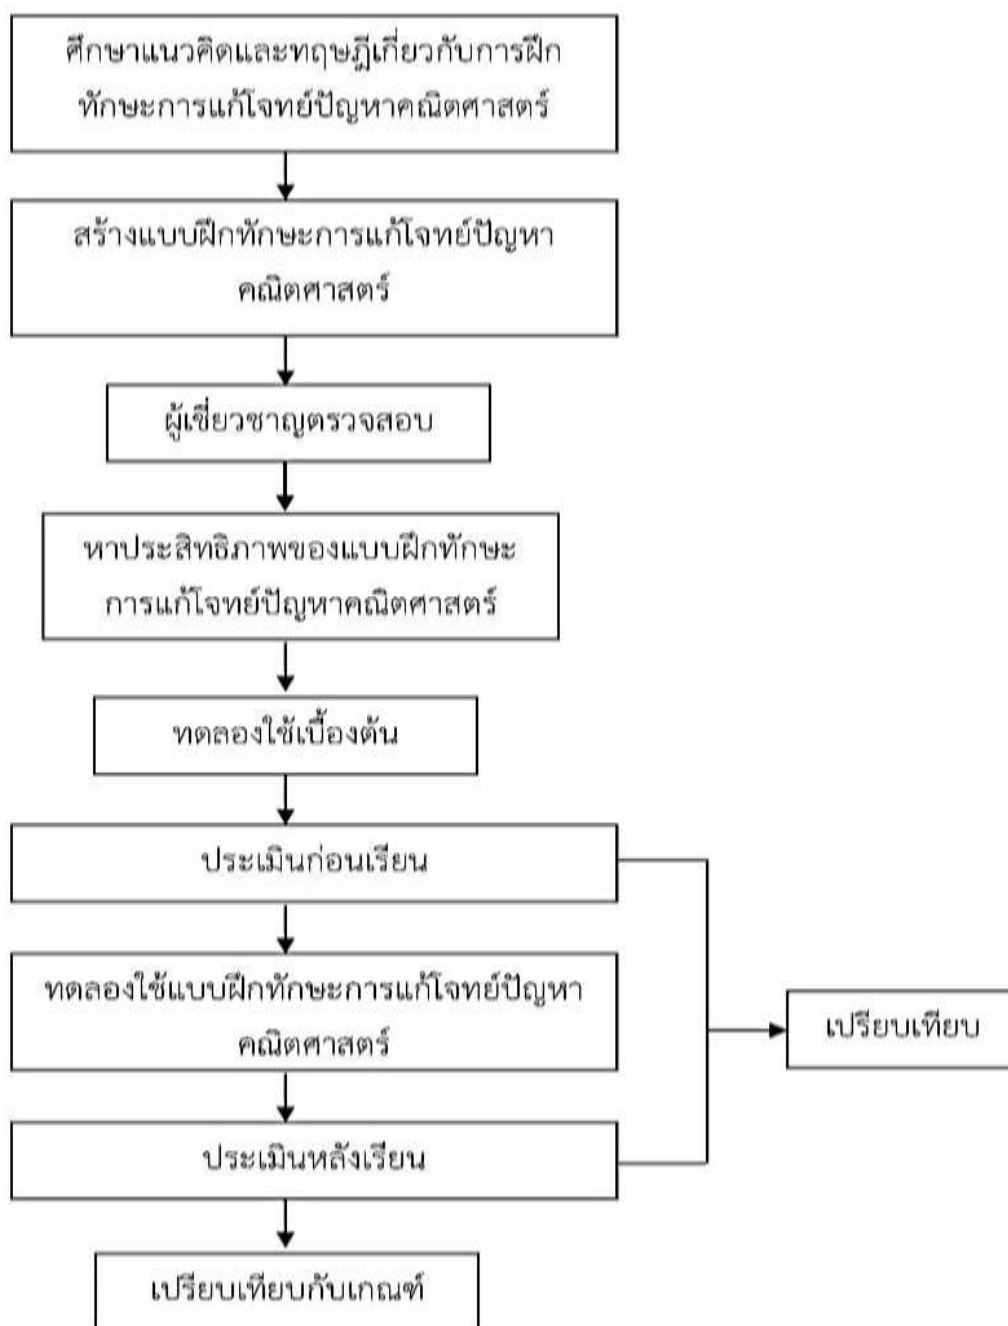 ศึกษาแนวคิดและทฤษฎีเกี่ยวกับการฝึก
ทักษะการแก้โจทย์ปัญหาคณิตศาสตร์
สร้างแบบฝึกทักษะการแก้โจทย์ปัญหา
คณิตศาสตร์
ผู้เชี่ยวชาญตรวจสอบ
หาประสิทธิภาพของแบบฝึกทักษะ
การแก้โจทย์ปัญหาคณิตศาสตร์
ทดลองใช้เบื้องต้น
ประเมินก่อนเรียน
ทดลองใช้แบบฝึกทักษะการแก้โจทย์ปัญหา
คณิตศาสตร์
เปรียบเทียบ
ประเมินหลังเรียน
เปรียบเทียบกับเกณฑ์